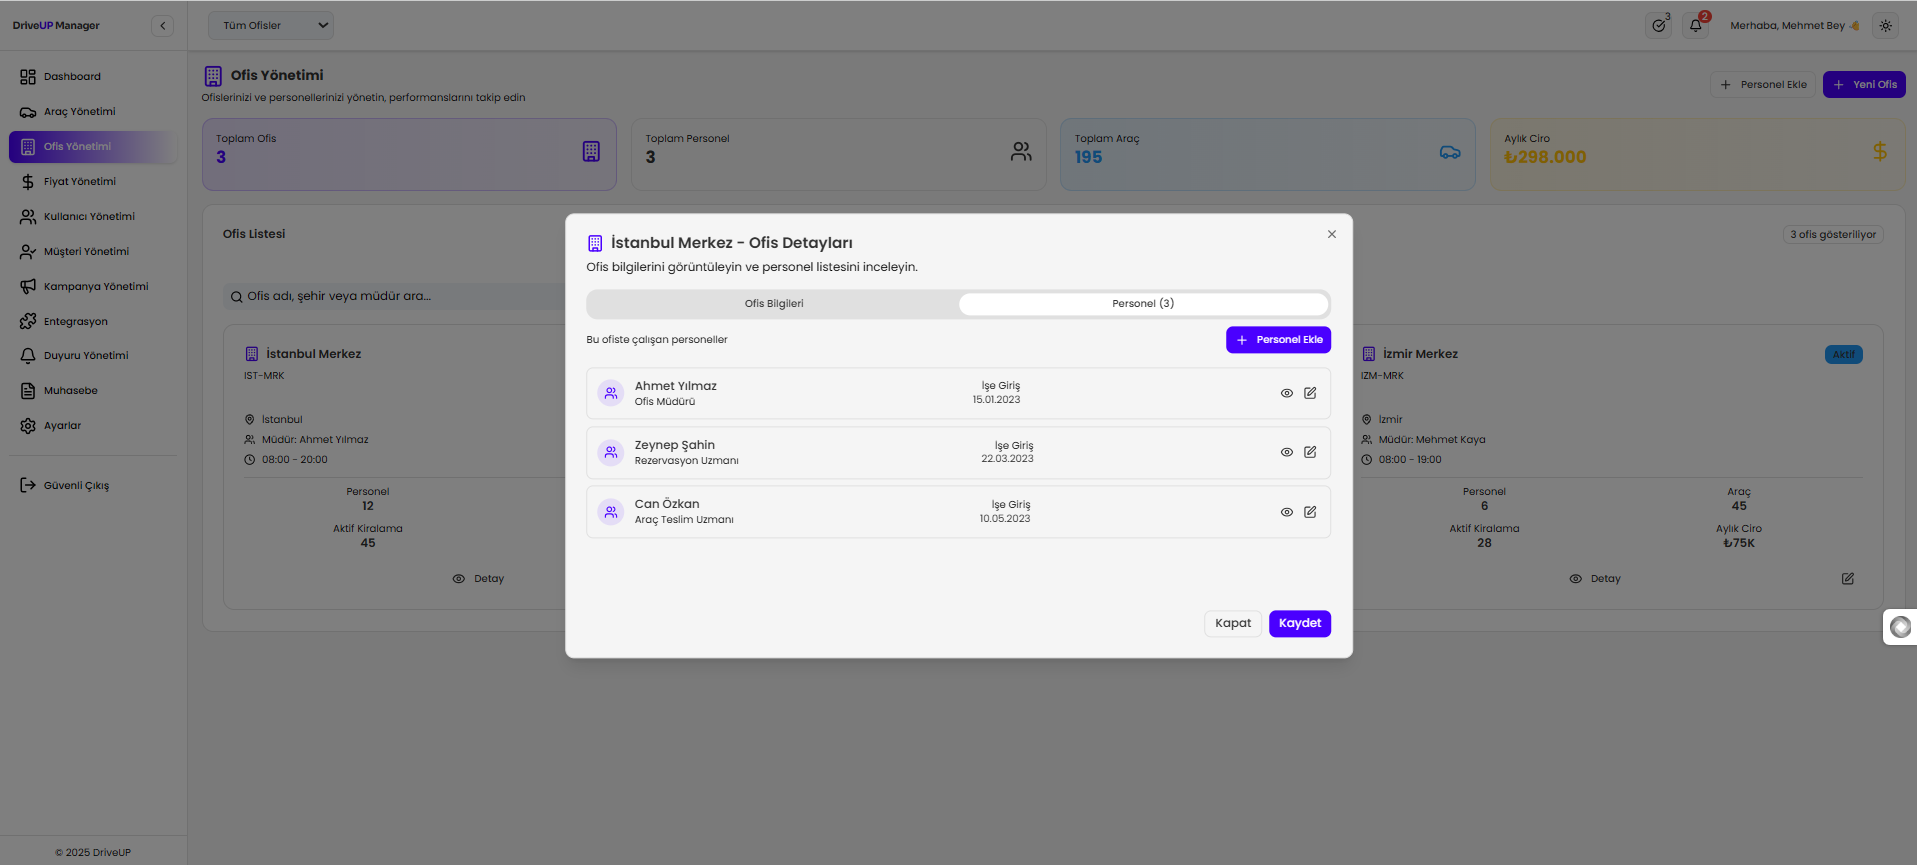 DriveUP Manager
Tüm Ofisler
3
2
Merhaba, Mehmet Bey
Dashboard
Araç Yönetimi
Ofis Yönetimi
Fiyat Yönetimi
Kullanıcı Yönetimi
Müşteri Yönetimi
Kampanya Yönetimi
Entegrasyon
Duyuru Yönetimi
Muhasebe
Ayarlar
Güvenli Çıkış
© 2025 DriveUP
Ofis Yönetimi
Ofislerinizi ve personellerinizi yönetin, performanslarını takip edin
Personel Ekle
Yeni Ofis
Toplam Ofis
3
Toplam Personel
3
Toplam Araç
195
Aylık Ciro
₺298.000
Ofis Listesi
3 ofis gösteriliyor
Ofis adı, şehir veya müdür ara...
İstanbul Merkez
IST-MRK
İstanbul
Müdür: Ahmet Yılmaz
08:00 - 20:00
Personel
12
Aktif Kiralama
45
Detay
İstanbul Merkez - Ofis Detayları
Ofis bilgilerini görüntüleyin ve personel listesini inceleyin.
Ofis Bilgileri
Personel (3)
Bu ofiste çalışan personeller
Personel Ekle
Ahmet Yılmaz
Ofis Müdürü
İşe Giriş
15.01.2023
Zeynep Şahin
Rezervasyon Uzmanı
İşe Giriş
22.03.2023
Can Özkan
Araç Teslim Uzmanı
İşe Giriş
10.05.2023
Kapat
Kaydet
İzmir Merkez
Aktif
IZM-MRK
İzmir
Müdür: Mehmet Kaya
08:00 - 19:00
Personel
6
Araç
45
Aktif Kiralama
28
Aylık Ciro
₺75K
Detay